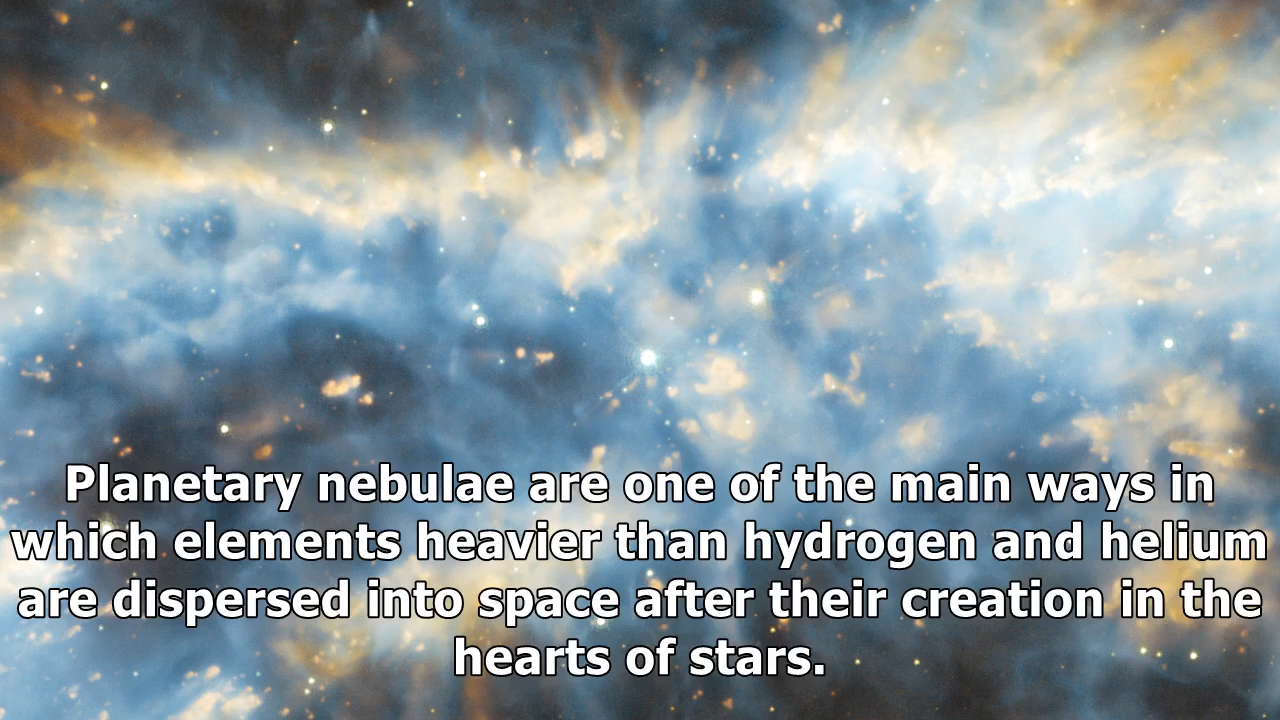 Planetary nebulae are one of the main ways in
which elements heavier than hydrogen and helium
are dispersed into space after their creation in the
hearts of stars.